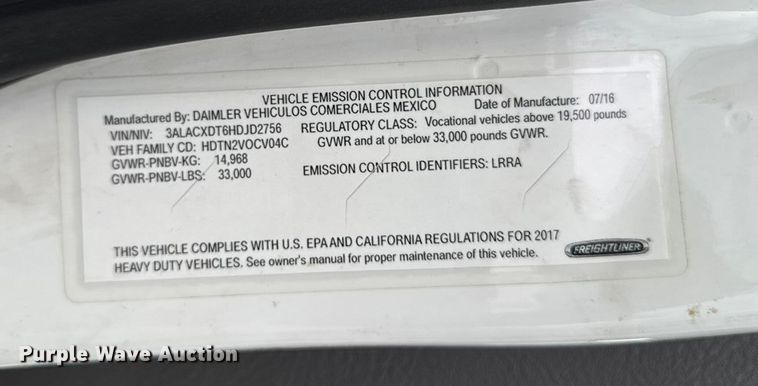 VEHICLE EMISSION CONTROL INFORMATION
Manufactured By: DAIMLER VEHICULOS COMERCIALES MEXICO Date of Manufacture: 07/16
VIN/NIV: 3ALACXDT6HDJD2756 REGULATORY CLASS: Vocational vehicles above 19,500 pounds
VEH FAMILY CD: HDTN2VOCV04C GVWR and at or below 33,000 pounds GVWR.
GVWR-PNBV-KG: 14,968
GVWR-PNBV-LBS: 33,000 EMISSION CONTROL IDENTIFIERS: LRRA
THIS VEHICLE COMPLIES WITH U.S. EPA AND CALIFORNIA REGULATIONS FOR 2017
HEAVY DUTY VEHICLES. See owner's manual for proper maintenance of this vehicle.
FREIGHTLINER
Purple Wave Auction